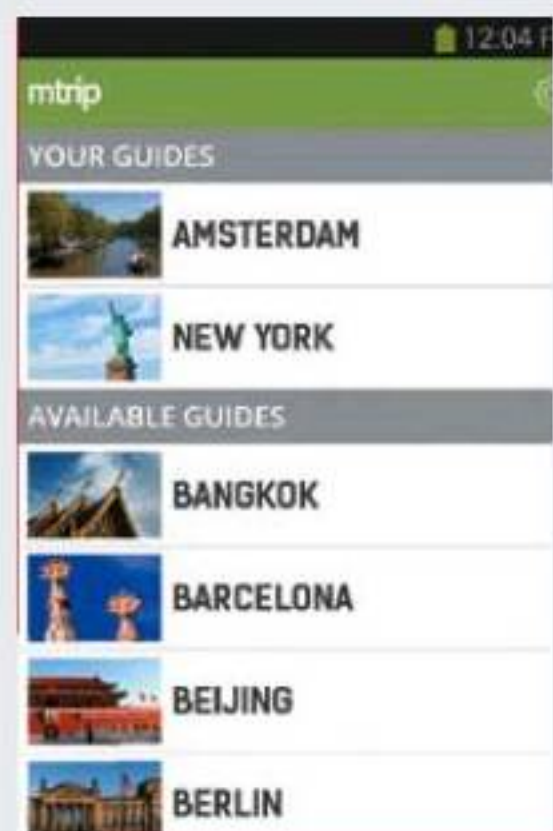 12:04
mtrip
YOUR GUIDES
AMSTERDAM
NEW YORK
AVAILABLE GUIDES
BANGKOK
BARCELONA
BEIJING
BERLIN